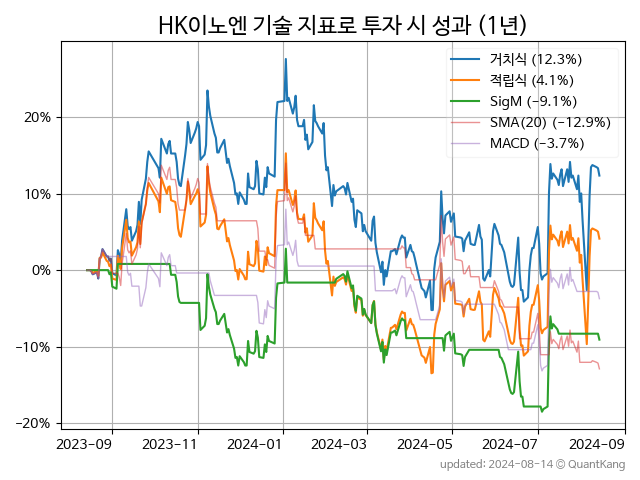 HK이노엔 기술 지표로 투자 시 성과 (1년)
거치식 (12.3%)
적립식 (4.1%)
SigM (−9.1%)
SMA(20) (−12.9%)
MACD (−3.7%)
20%
10%
0%
−10%
−20%
2023-09 2023-11 2024-01 2024-03 2024-05 2024-07 2024-09
updated: 2024-08-14 © QuantKang